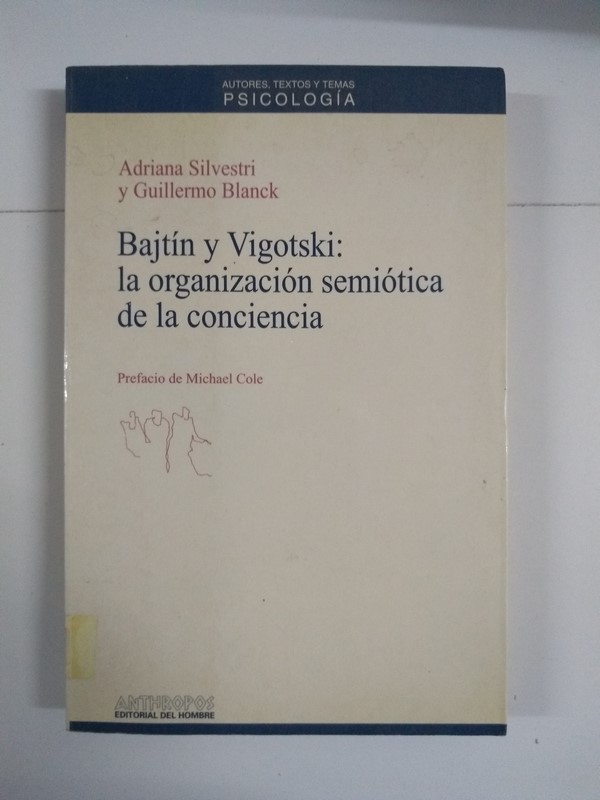 AUTORES, TEXTOS Y TEMAS
PSICOLOGÍA
Adriana Silvestri
y Guillermo Blanck
Bajtín y Vigotski:
la organización semiótica
de la conciencia
Prefacio de Michael Cole
ANTHROPOS
EDITORIAL DEL HOMBRE